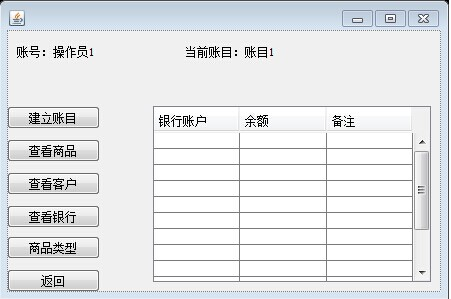 账号：操作员1 当前账目：账目1
建立账目
银行账户 余额 备注
查看商品
查看客户
查看银行
商品类型
返回